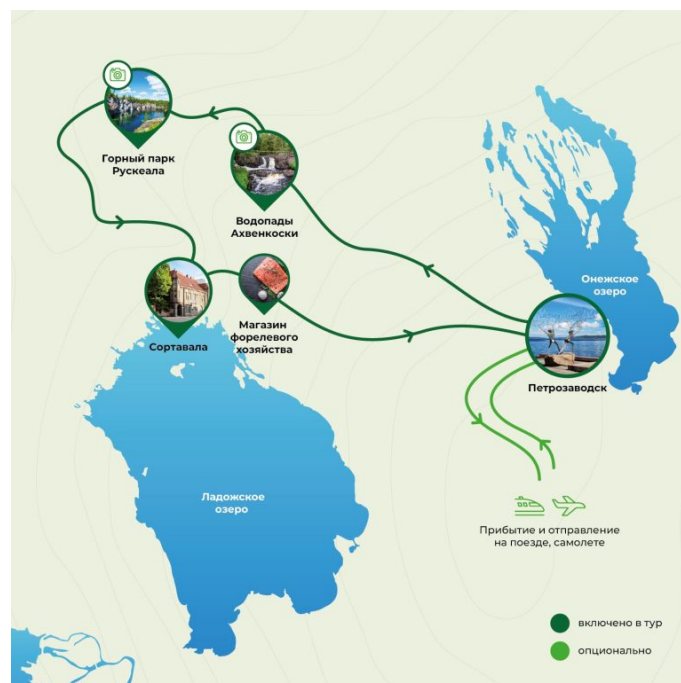 Горный парк
Рускеала
Водопады
Ахвенкоски
Онежское
озеро
Сортавала
Магазин
форелевого
хозяйства
Петрозаводск
Ладожское
озеро
Прибытие и отправление
на поезде, самолете
включено в тур
опционально